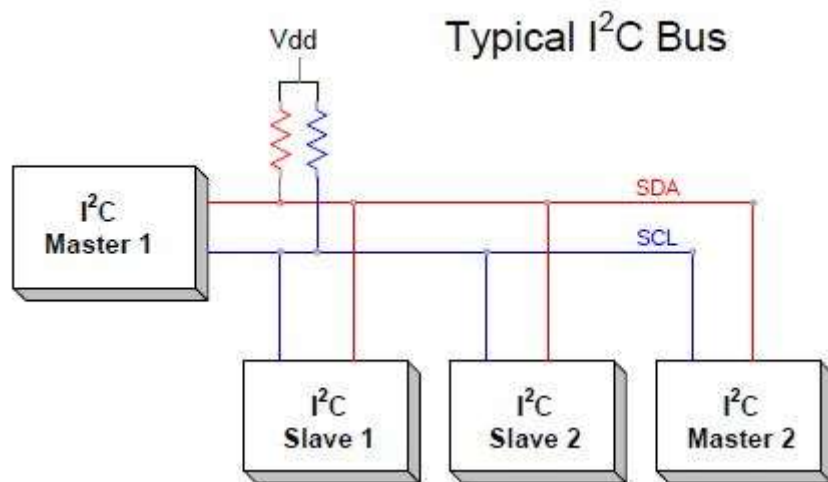 Typical I²C Bus
Vdd
SDA
SCL
I²C
Master 1
I²C
Slave 1
I²C
Slave 2
I²C
Master 2